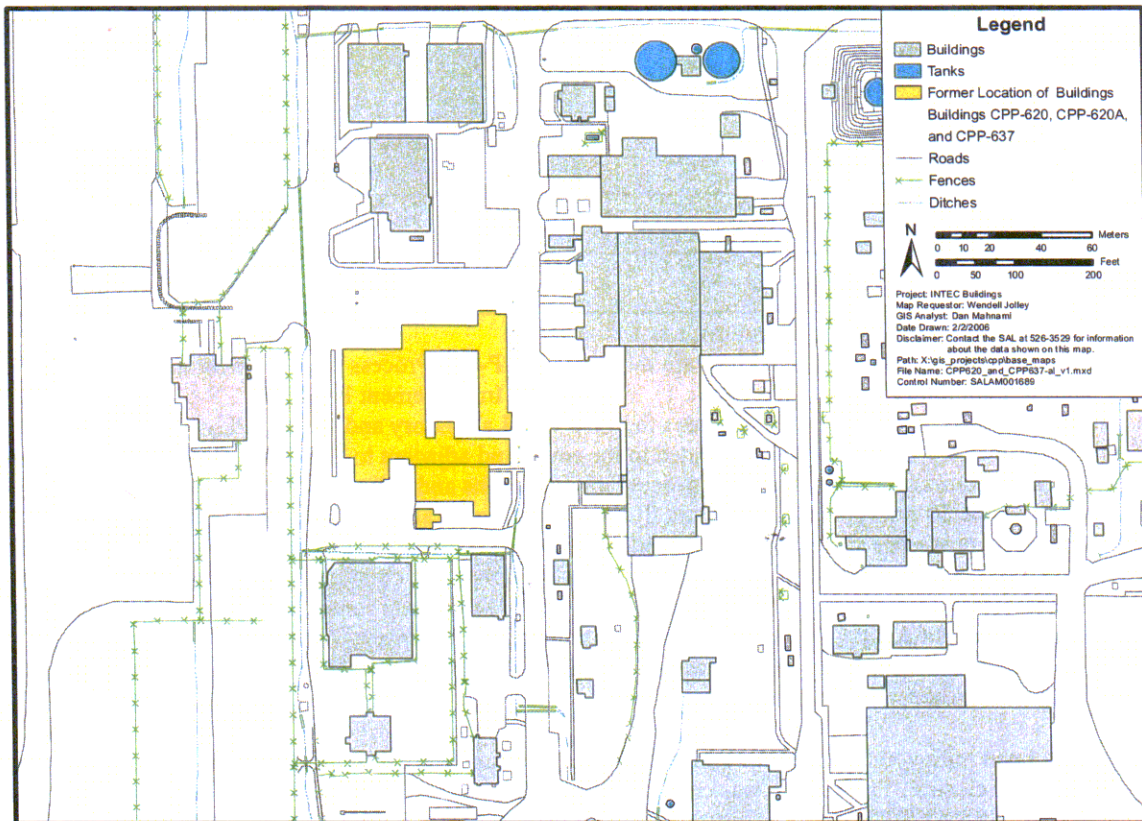 Legend
Buildings
Tanks
Former Location of Buildings
Buildings CPP-620, CPP-620A,
and CPP-637
Roads
Fences
Ditches
N
Meters
0 10 20 40 60
Feet
0 50 100 200
Project: INTEC Buildings
Map Requestor: Wendell Jolley
GIS Analyst: Dan Mahnami
Date Drawn: 2/2/2006
Disclaimer: Contact the SAL at 526-3529 for information
about the data shown on this map.
Path: X:\gis_projects\cpp\base_maps
File Name: CPP620_and_CPP637-al_v1.mxd
Control Number: SALAM001689